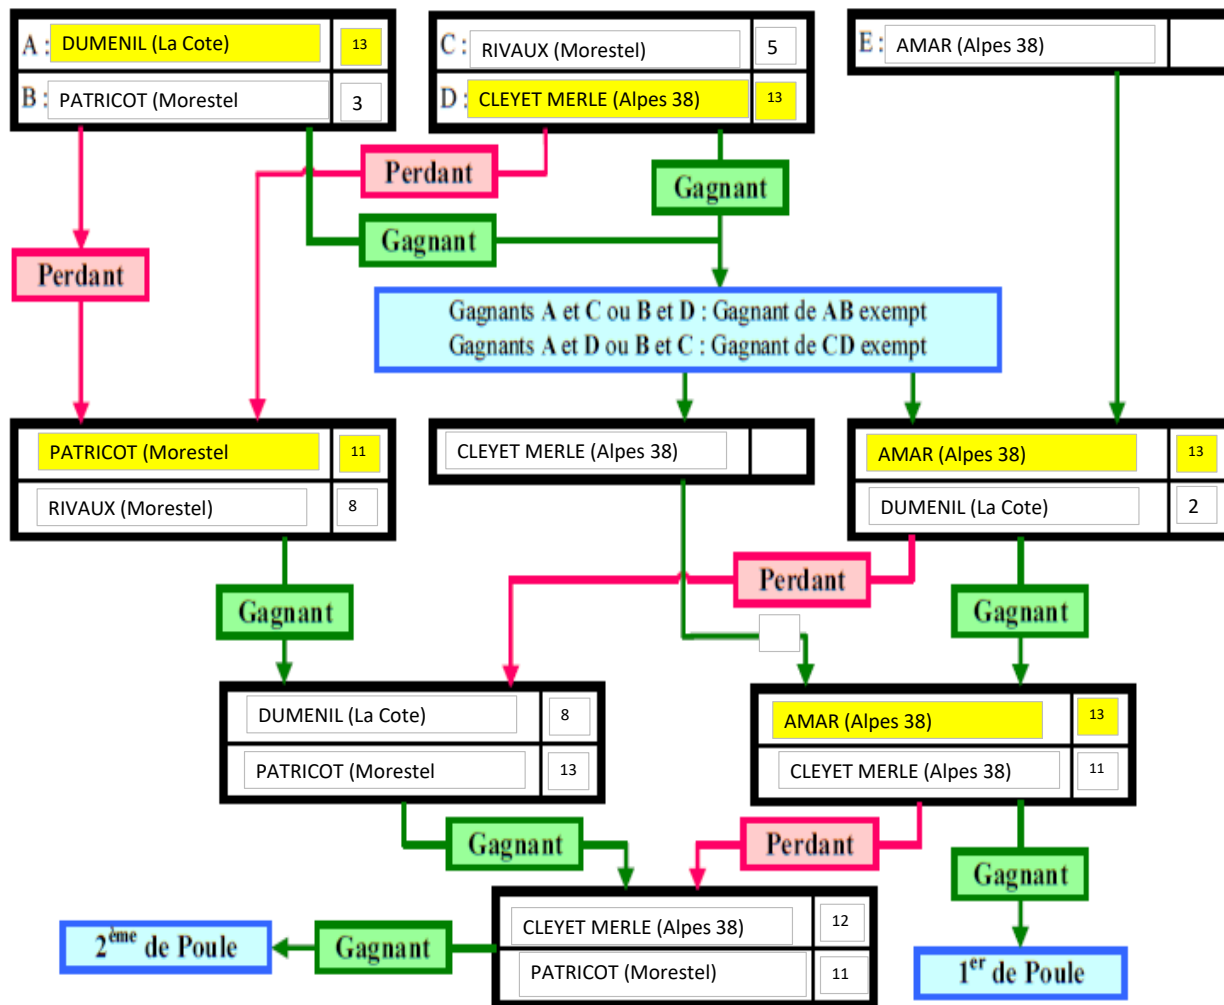 A : DUMENIL (La Cote) 13
B : PATRICOT (Morestel 3
C : RIVAUX (Morestel) 5
D : CLEYET MERLE (Alpes 38) 13
E : AMAR (Alpes 38)
Perdant
Gagnant
Gagnant
Perdant
Gagnants A et C ou B et D : Gagnant de AB exempt
Gagnants A et D ou B et C : Gagnant de CD exempt
PATRICOT (Morestel 11
RIVAUX (Morestel) 8
CLEYET MERLE (Alpes 38)
AMAR (Alpes 38) 13
DUMENIL (La Cote) 2
Perdant
Gagnant
Gagnant
DUMENIL (La Cote) 8
PATRICOT (Morestel 13
AMAR (Alpes 38) 13
CLEYET MERLE (Alpes 38) 11
Gagnant
Perdant
Gagnant
CLEYET MERLE (Alpes 38) 12
PATRICOT (Morestel) 11
2ème de Poule
Gagnant
1er de Poule